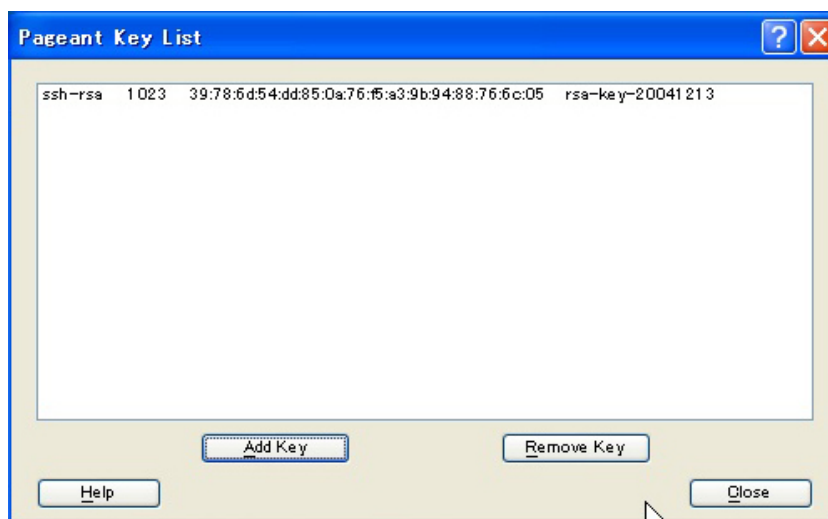 Pageant Key List
ssh-rsa 1023 39:78:6d:54:dd:85:0a:76:f5:a3:9b:94:88:76:6c:05 rsa-key-20041213
Add Key Remove Key
Help Close